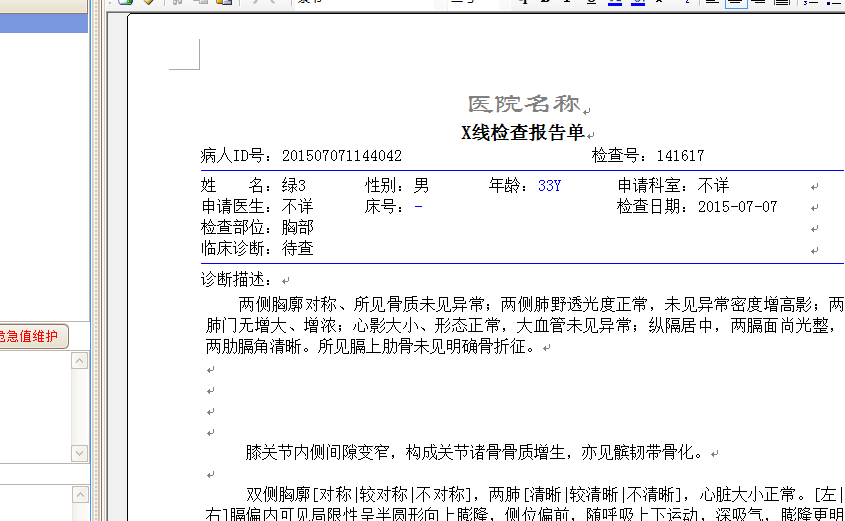 医院名称
X线检查报告单
病人ID号：201507071144042 检查号：141617
姓 名：绿3 性别：男 年龄：33Y 申请科室：不详
申请医生：不详 床号：- 检查日期：2015-07-07
检查部位：胸部
临床诊断：待查
诊断描述：
两侧胸廓对称、所见骨质未见异常；两侧肺野透光度正常，未见异常密度增高影；两
肺门无增大、增浓；心影大小、形态正常，大血管未见异常；纵隔居中，两膈面尚光整，
两肋膈角清晰。所见膈上肋骨未见明确骨折征。
危急值维护
膝关节内侧间隙变窄，构成关节诸骨骨质增生，亦见髌韧带骨化。
双侧胸廓[对称|较对称|不对称]，两肺[清晰|较清晰|不清晰]，心脏大小正常。[左|
右]膈偏内可见局限性呈半圆形向上膨隆，侧位偏前，随呼吸上下运动，深吸气，膨隆更明